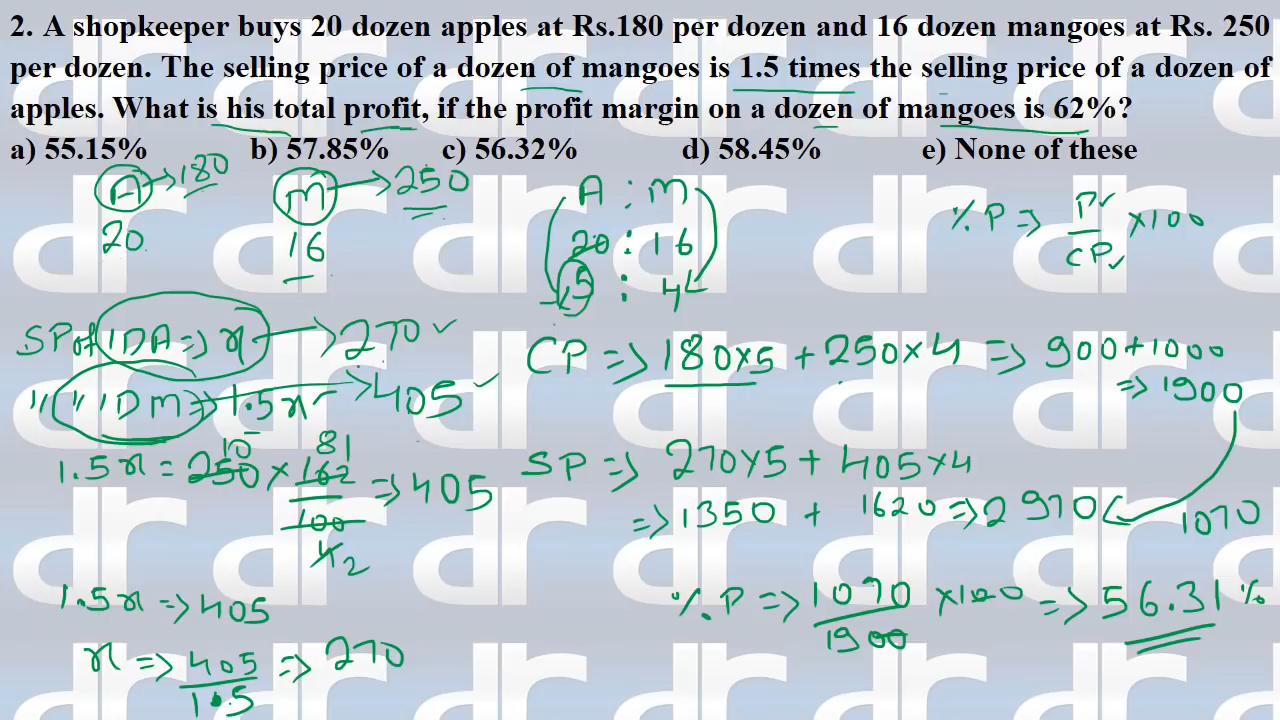 2. A shopkeeper buys 20 dozen apples at Rs.180 per dozen and 16 dozen mangoes at Rs. 250
per dozen. The selling price of a dozen of mangoes is 1.5 times the selling price of a dozen of
apples. What is his total profit, if the profit margin on a dozen of mangoes is 62%?
a) 55.15% b) 57.85% c) 56.32% d) 58.45% e) None of these
A → 180 M → 250 A : M
20 16 20 : 16
5 : 4
% P ⇒ P / CP × 100
SP of 1DA ⇒ x → 270
" " 1DM ⇒ 1.5x → 405
1.5x = 250 × 162 / 100 ⇒ 405
10 81
4 2
1.5x ⇒ 405
x ⇒ 405 / 1.5 ⇒ 270
CP ⇒ 180×5 + 250×4 ⇒ 900+1000
⇒ 1900
SP ⇒ 270×5 + 405×4
⇒ 1350 + 1620 ⇒ 2970
1070
% P ⇒ 1070 / 1900 ×100 ⇒ 56.31 %